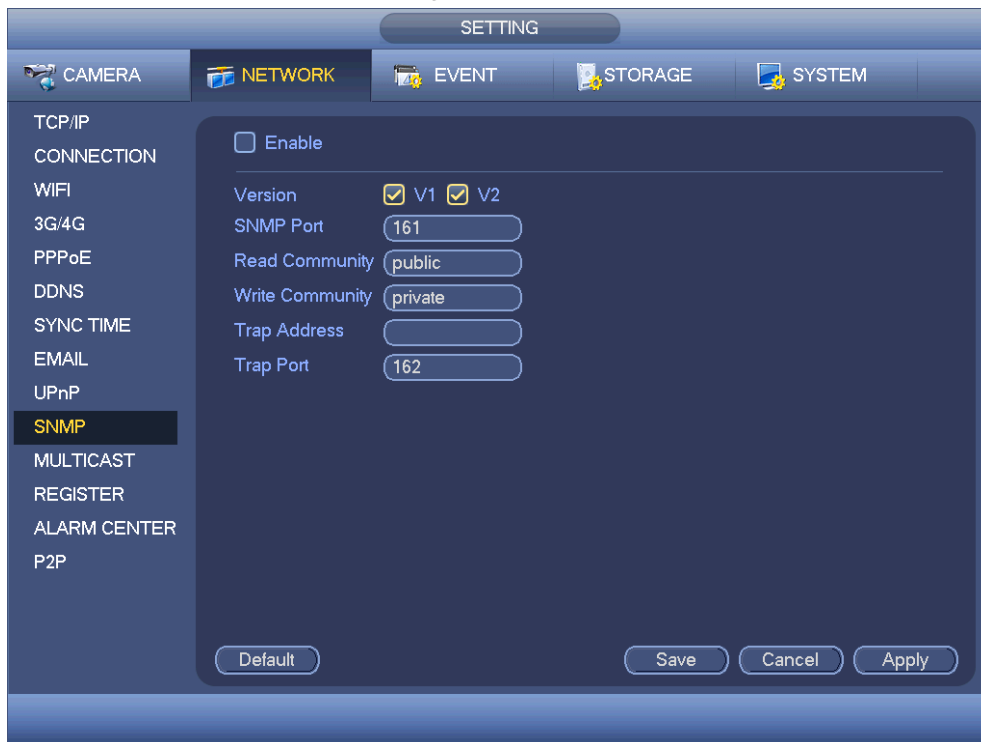 SETTING
CAMERA NETWORK EVENT STORAGE SYSTEM
TCP/IP
CONNECTION
WIFI
3G/4G
PPPoE
DDNS
SYNC TIME
EMAIL
UPnP
SNMP
MULTICAST
REGISTER
ALARM CENTER
P2P
Enable
Version V1 V2
SNMP Port 161
Read Community public
Write Community private
Trap Address
Trap Port 162
Default Save Cancel Apply